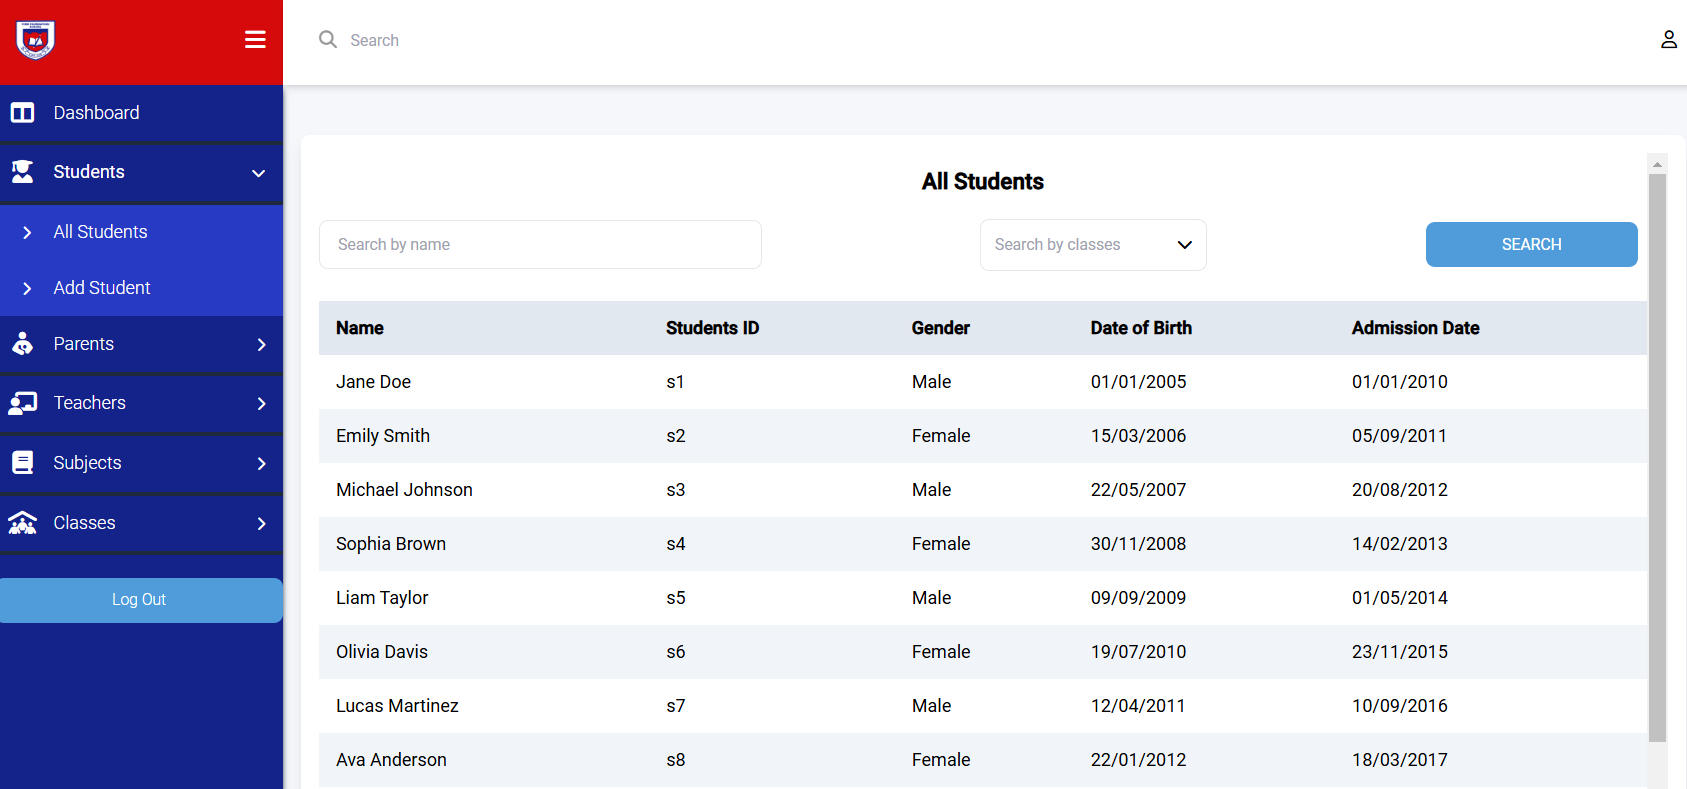 Search
Dashboard
Students
All Students
Add Student
Parents
Teachers
Subjects
Classes
Log Out
All Students
Search by name
Search by classes
SEARCH
Name Students ID Gender Date of Birth Admission Date
Jane Doe s1 Male 01/01/2005 01/01/2010
Emily Smith s2 Female 15/03/2006 05/09/2011
Michael Johnson s3 Male 22/05/2007 20/08/2012
Sophia Brown s4 Female 30/11/2008 14/02/2013
Liam Taylor s5 Male 09/09/2009 01/05/2014
Olivia Davis s6 Female 19/07/2010 23/11/2015
Lucas Martinez s7 Male 12/04/2011 10/09/2016
Ava Anderson s8 Female 22/01/2012 18/03/2017